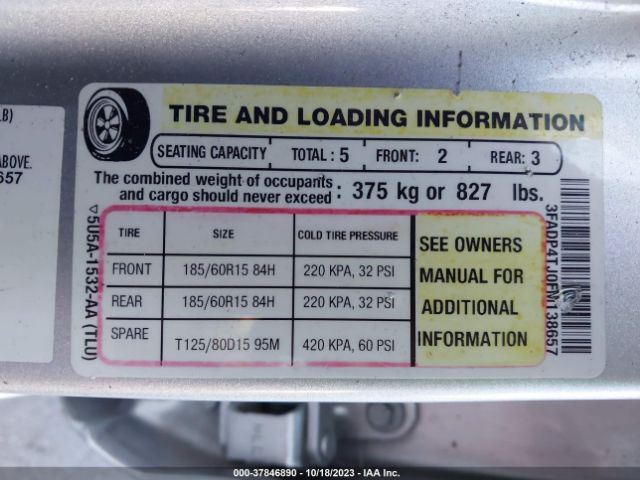 LB)
ABOVE.
657
TIRE AND LOADING INFORMATION
SEATING CAPACITY TOTAL : 5 FRONT: 2 REAR: 3
The combined weight of occupants and cargo should never exceed : 375 kg or 827 lbs.
TIRE SIZE COLD TIRE PRESSURE
FRONT 185/60R15 84H 220 KPA, 32 PSI
REAR 185/60R15 84H 220 KPA, 32 PSI
SPARE T125/80D15 95M 420 KPA, 60 PSI
SEE OWNERS
MANUAL FOR
ADDITIONAL
INFORMATION
▽5U5A-1532-AA (TLU)
3FADP4TJ0FM138657
000-37846890 - 10/18/2023 - IAA Inc.